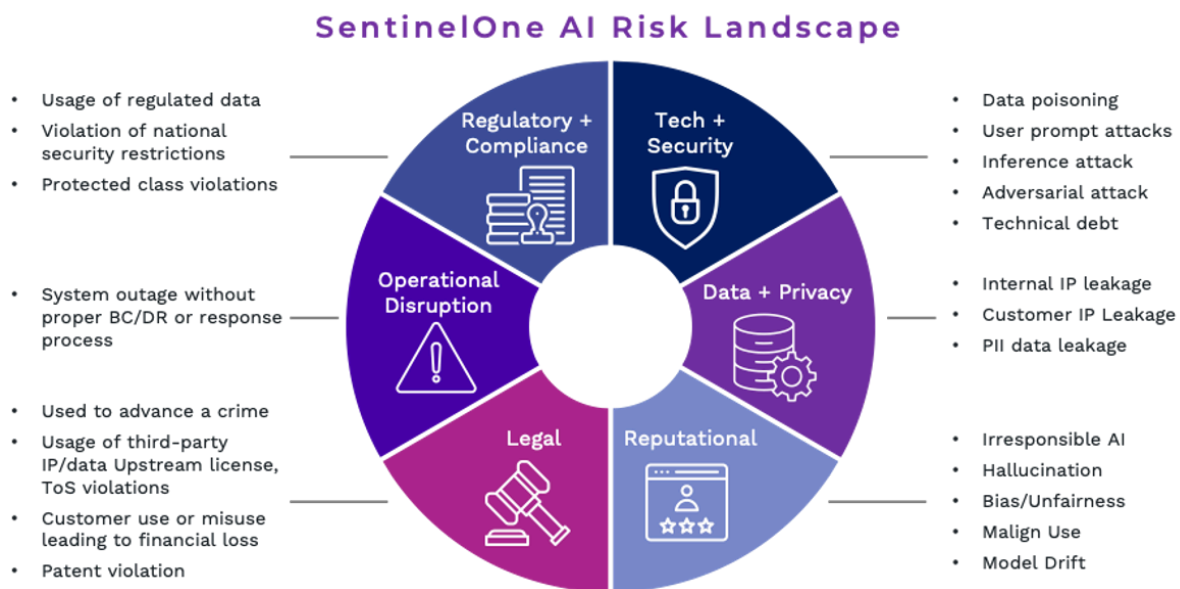 SentinelOne AI Risk Landscape
• Usage of regulated data
• Violation of national
security restrictions
• Protected class violations
Regulatory +
Compliance
Tech +
Security
• Data poisoning
• User prompt attacks
• Inference attack
• Adversarial attack
• Technical debt
• System outage without
proper BC/DR or response
process
Operational
Disruption
Data + Privacy
• Internal IP leakage
• Customer IP Leakage
• PII data leakage
• Used to advance a crime
• Usage of third-party
IP/data Upstream license,
ToS violations
• Customer use or misuse
leading to financial loss
• Patent violation
Legal
Reputational
• Irresponsible AI
• Hallucination
• Bias/Unfairness
• Malign Use
• Model Drift